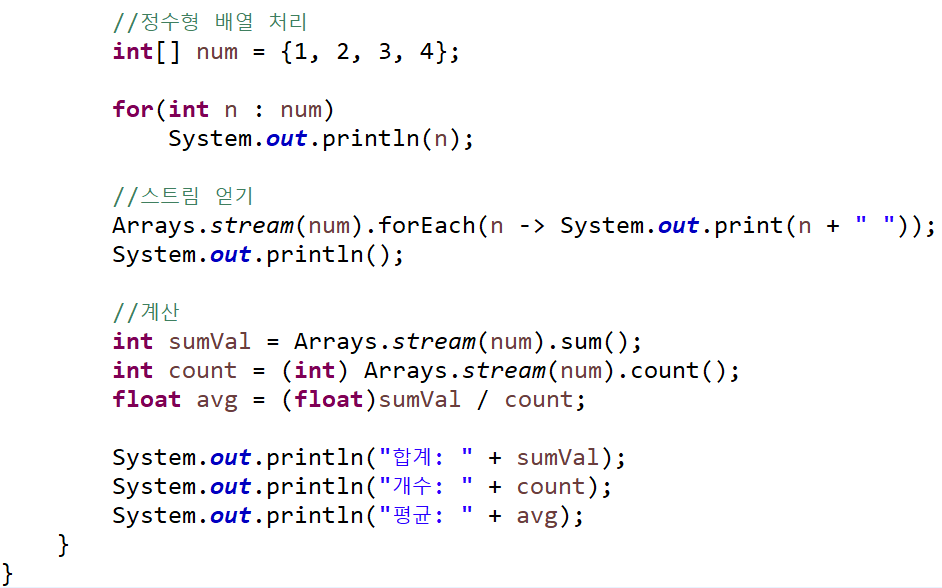 //정수형 배열 처리
int[] num = {1, 2, 3, 4};
for(int n : num)
System.out.println(n);
//스트림 얻기
Arrays.stream(num).forEach(n -> System.out.print(n + " "));
System.out.println();
//계산
int sumVal = Arrays.stream(num).sum();
int count = (int) Arrays.stream(num).count();
float avg = (float)sumVal / count;
System.out.println("합계: " + sumVal);
System.out.println("개수: " + count);
System.out.println("평균: " + avg);
}
}